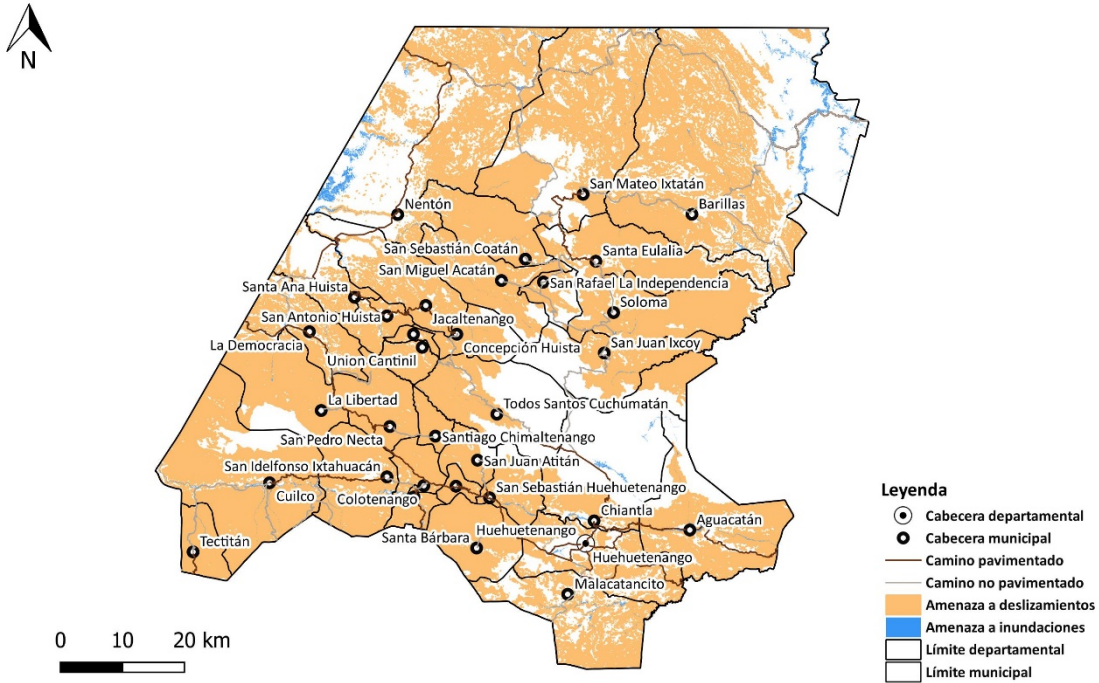 N
San Mateo Ixtatán
Nentón
Barillas
San Sebastián Coatán
Santa Eulalia
San Miguel Acatán
San Rafael La Independencia
Santa Ana Huista
Soloma
San Antonio Huista
Jacaltenango
La Democracia
Concepción Huista
San Juan Ixcoy
Union Cantinil
La Libertad
Todos Santos Cuchumatán
San Pedro Necta
Santiago Chimaltenango
San Juan Atitán
San Idelfonso Ixtahuacán
Cuilco
Colotenango
San Sebastián Huehuetenango
Chiantla
Aguacatán
Huehuetenango
Santa Bárbara
Huehuetenango
Tectitán
Malacatancito
0 10 20 km
Leyenda
Cabecera departamental
Cabecera municipal
Camino pavimentado
Camino no pavimentado
Amenaza a deslizamientos
Amenaza a inundaciones
Límite departamental
Límite municipal